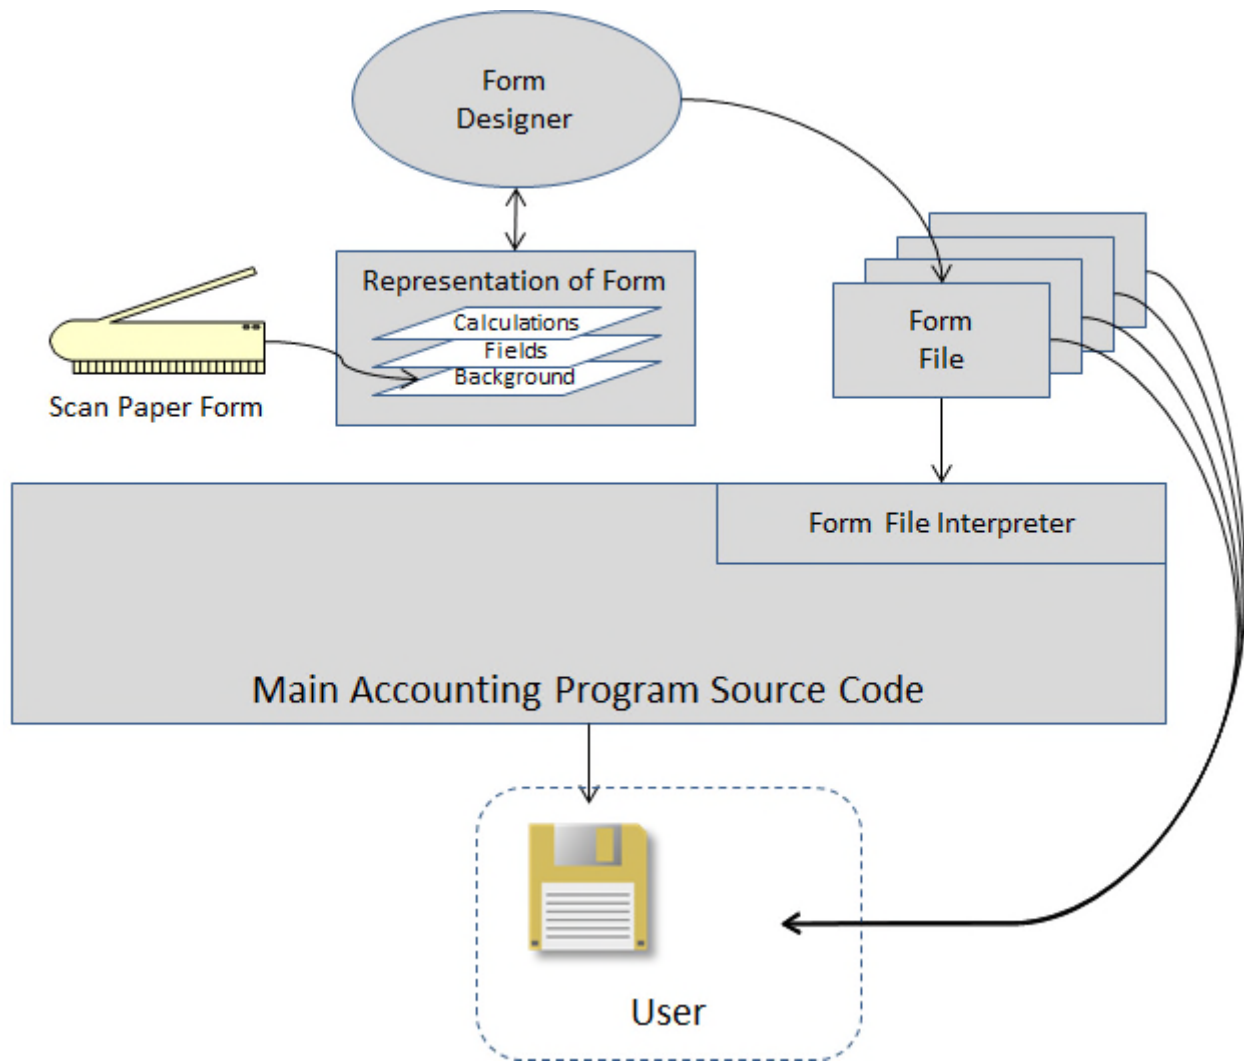 Form
Designer
Representation of Form
Calculations
Fields
Background
Scan Paper Form
Form
File
Form File Interpreter
Main Accounting Program Source Code
User